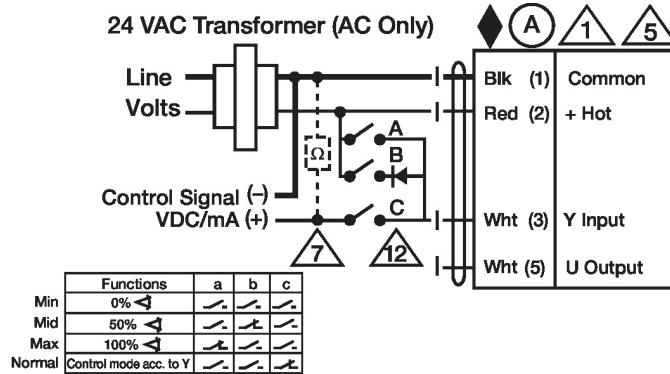 24 VAC Transformer (AC Only)
A 1 5
Line
Volts
Blk (1) Common
Red (2) + Hot
A
B
C
Ω
Control Signal (–)
VDC/mA (+)
Wht (3) Y Input
7
12
Wht (5) U Output
Functions a b c
Min 0%
Mid 50%
Max 100%
Normal Control mode acc. to Y